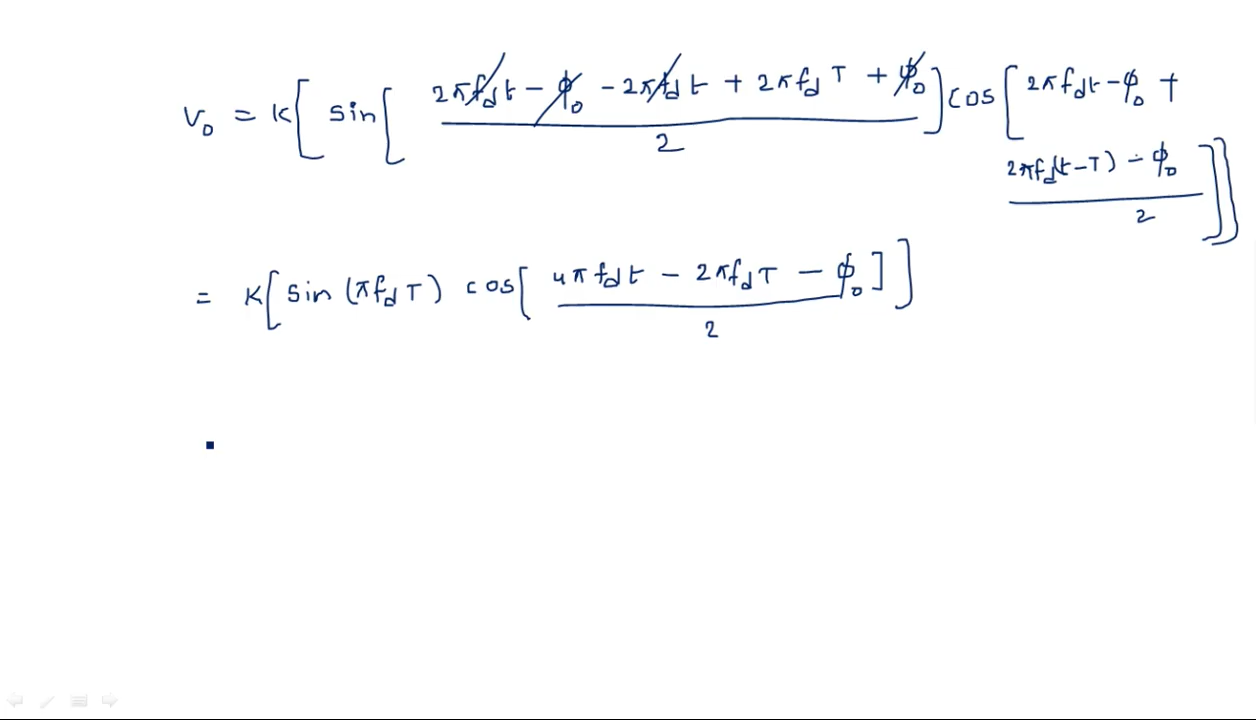 V₀ = K[ sin[ (2πf_d t − φ₀ − 2πf_d t + 2πf_d T + φ₀) / 2 ] cos[ 2πf_d t − φ₀ +
(2πf_d(t − T) − φ₀) / 2 ]]
= K[ sin (πf_d T) cos[ (4πf_d t − 2πf_d T − φ₀) / 2 ] ]